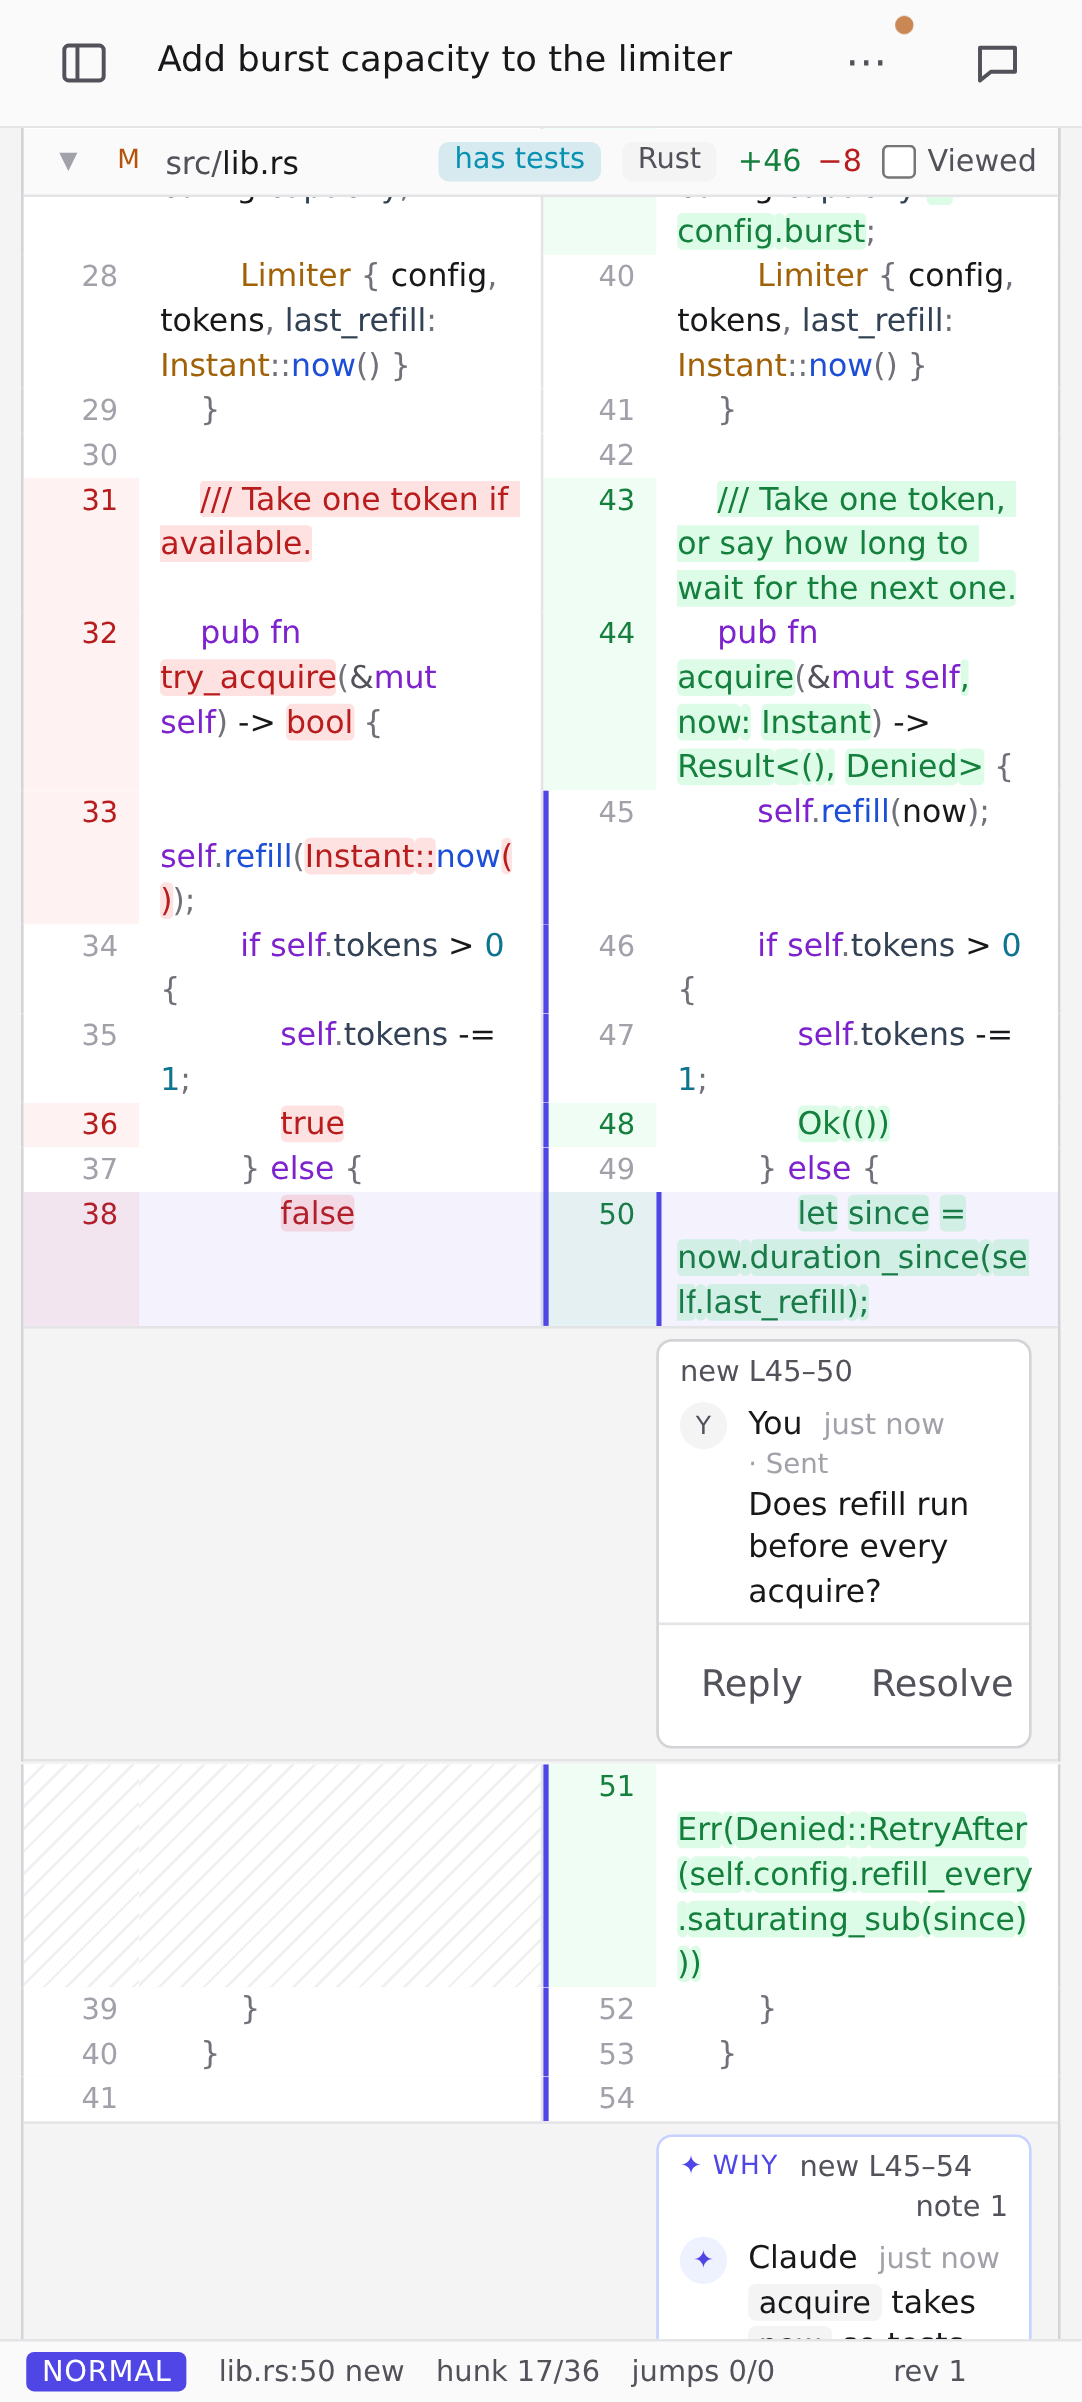 Add burst capacity to the limiter
...
▼ M src/lib.rs has tests Rust +46 −8 Viewed
config.burst;
28 Limiter { config,
tokens, last_refill:
Instant::now() }
40 Limiter { config,
tokens, last_refill:
Instant::now() }
29 }
41 }
30
42
31 /// Take one token if
available.
43 /// Take one token,
or say how long to
wait for the next one.
32 pub fn
try_acquire(&mut
self) -> bool {
44 pub fn
acquire(&mut self,
now: Instant) ->
Result<(), Denied> {
33
self.refill(Instant::now(
));
45 self.refill(now);
34 if self.tokens > 0
{
46 if self.tokens > 0
{
35 self.tokens -=
1;
47 self.tokens -=
1;
36 true
48 Ok(())
37 } else {
49 } else {
38 false
50 let since =
now.duration_since(se
lf.last_refill);
new L45–50
Y You just now
· Sent
Does refill run
before every
acquire?
Reply Resolve
51
Err(Denied::RetryAfter
(self.config.refill_every
.saturating_sub(since)
))
39 }
52 }
40 }
53 }
41
54
✦ WHY new L45–54
note 1
✦ Claude just now
acquire takes
NORMAL lib.rs:50 new hunk 17/36 jumps 0/0 rev 1